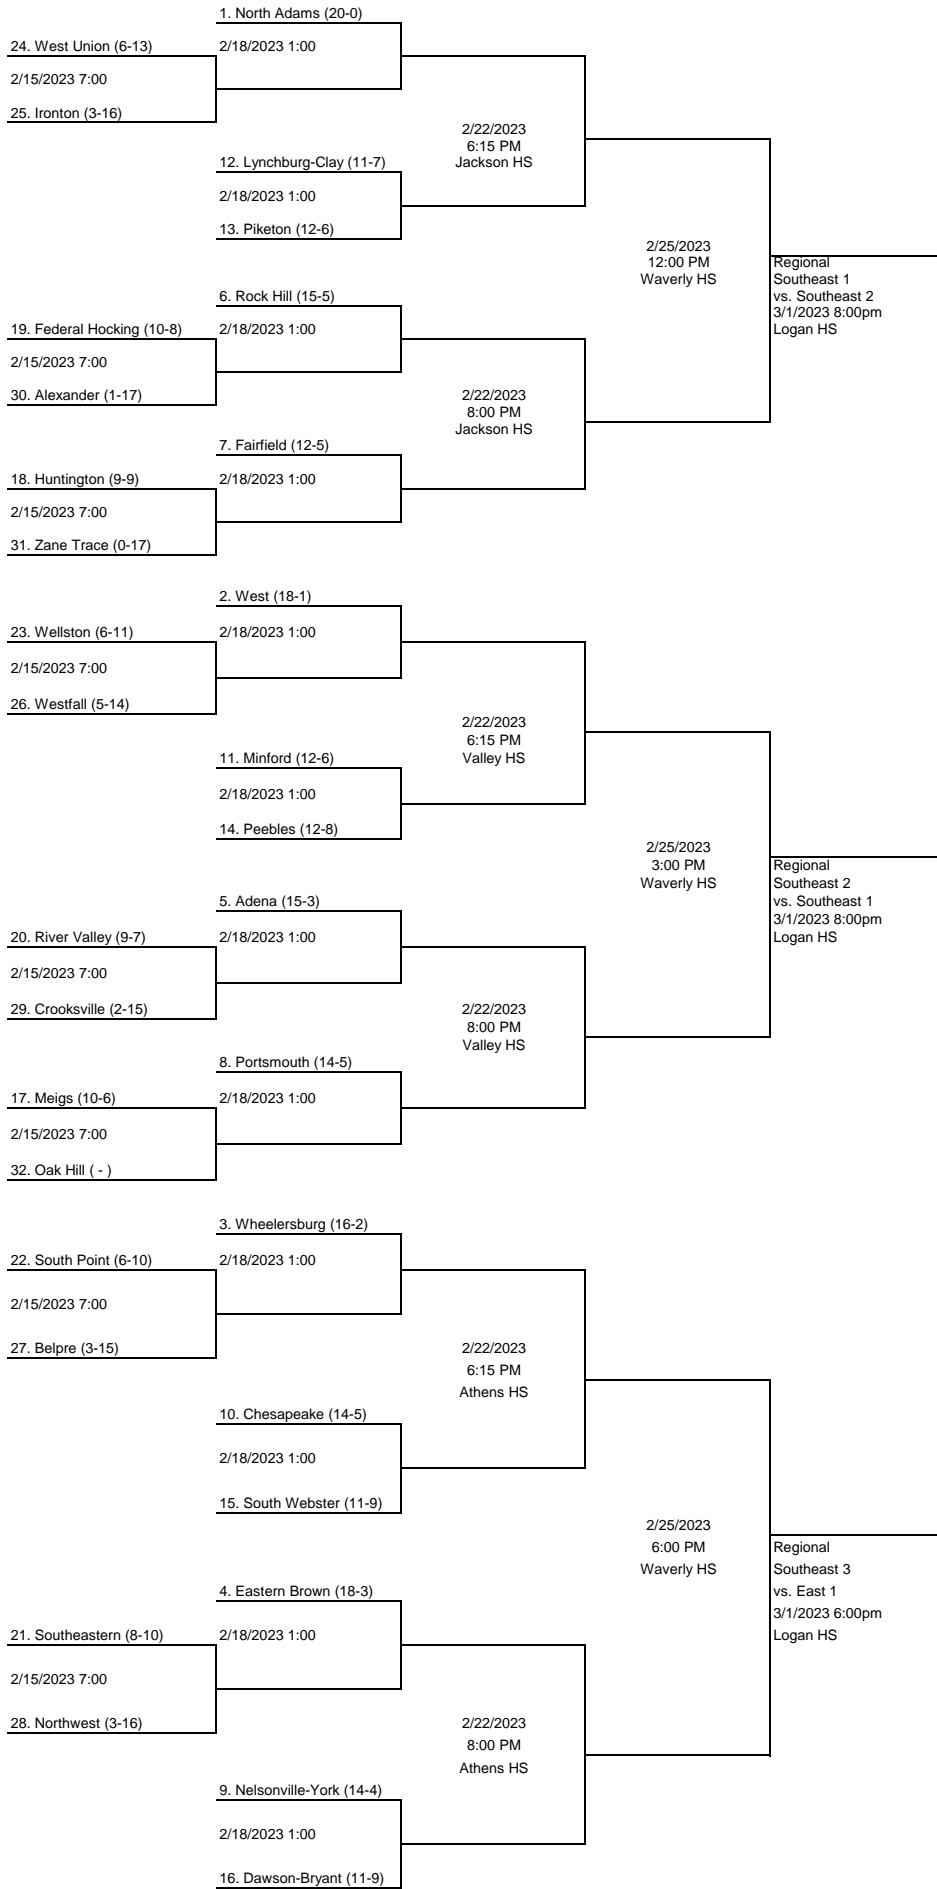 1. North Adams (20-0)
24. West Union (6-13)
2/18/2023 1:00
2/15/2023 7:00
25. Ironton (3-16)
2/22/2023
6:15 PM
Jackson HS
12. Lynchburg-Clay (11-7)
2/18/2023 1:00
13. Piketon (12-6)
2/25/2023
12:00 PM
Waverly HS
Regional
Southeast 1
vs. Southeast 2
3/1/2023 8:00pm
Logan HS
6. Rock Hill (15-5)
19. Federal Hocking (10-8)
2/18/2023 1:00
2/15/2023 7:00
30. Alexander (1-17)
2/22/2023
8:00 PM
Jackson HS
7. Fairfield (12-5)
18. Huntington (9-9)
2/18/2023 1:00
2/15/2023 7:00
31. Zane Trace (0-17)
2. West (18-1)
23. Wellston (6-11)
2/18/2023 1:00
2/15/2023 7:00
26. Westfall (5-14)
2/22/2023
6:15 PM
Valley HS
11. Minford (12-6)
2/18/2023 1:00
14. Peebles (12-8)
2/25/2023
3:00 PM
Waverly HS
Regional
Southeast 2
vs. Southeast 1
3/1/2023 8:00pm
Logan HS
5. Adena (15-3)
20. River Valley (9-7)
2/18/2023 1:00
2/15/2023 7:00
29. Crooksville (2-15)
2/22/2023
8:00 PM
Valley HS
8. Portsmouth (14-5)
17. Meigs (10-6)
2/18/2023 1:00
2/15/2023 7:00
32. Oak Hill ( - )
3. Wheelersburg (16-2)
22. South Point (6-10)
2/18/2023 1:00
2/15/2023 7:00
27. Belpre (3-15)
2/22/2023
6:15 PM
Athens HS
10. Chesapeake (14-5)
2/18/2023 1:00
15. South Webster (11-9)
2/25/2023
6:00 PM
Waverly HS
Regional
Southeast 3
vs. East 1
3/1/2023 6:00pm
Logan HS
4. Eastern Brown (18-3)
21. Southeastern (8-10)
2/18/2023 1:00
2/15/2023 7:00
28. Northwest (3-16)
2/22/2023
8:00 PM
Athens HS
9. Nelsonville-York (14-4)
2/18/2023 1:00
16. Dawson-Bryant (11-9)